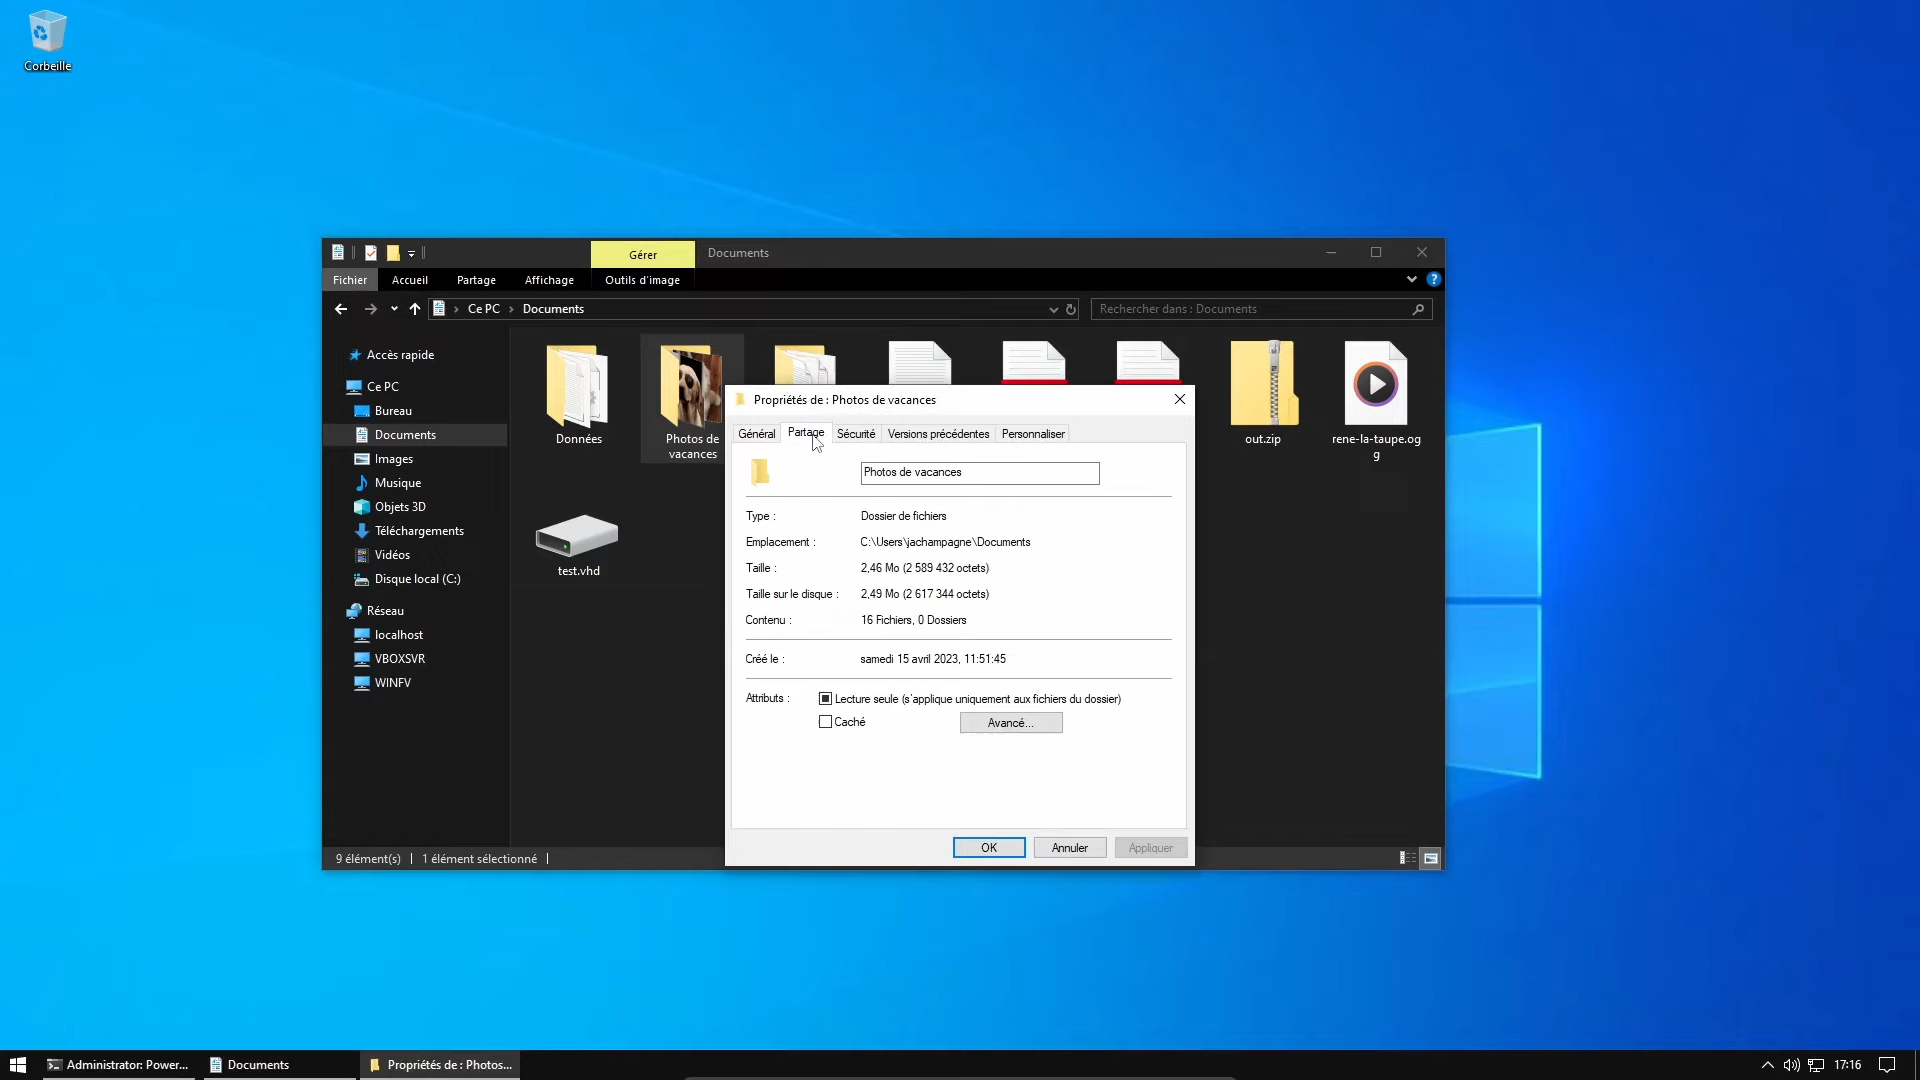 Corbeille
Gérer
Documents
Fichier
Accueil
Partage
Affichage
Outils d'image
Ce PC
Documents
Rechercher dans : Documents
Accès rapide
Ce PC
Bureau
Documents
Images
Musique
Objets 3D
Téléchargements
Vidéos
Disque local (C:)
Réseau
localhost
VBOXSVR
WINFV
Données
Photos de
vacances
out.zip
rene-la-taupe.og
g
test.vhd
Propriétés de : Photos de vacances
Général
Partage
Sécurité
Versions précédentes
Personnaliser
Photos de vacances
Type :
Dossier de fichiers
Emplacement :
C:\Users\jachampagne\Documents
Taille :
2,46 Mo (2 589 432 octets)
Taille sur le disque :
2,49 Mo (2 617 344 octets)
Contenu :
16 Fichiers, 0 Dossiers
Créé le :
samedi 15 avril 2023, 11:51:45
Attributs :
Lecture seule (s'applique uniquement aux fichiers du dossier)
Caché
Avancé...
OK
Annuler
Appliquer
9 élément(s)
1 élément sélectionné
Administrator: Power...
Documents
Propriétés de : Photos...
17:16